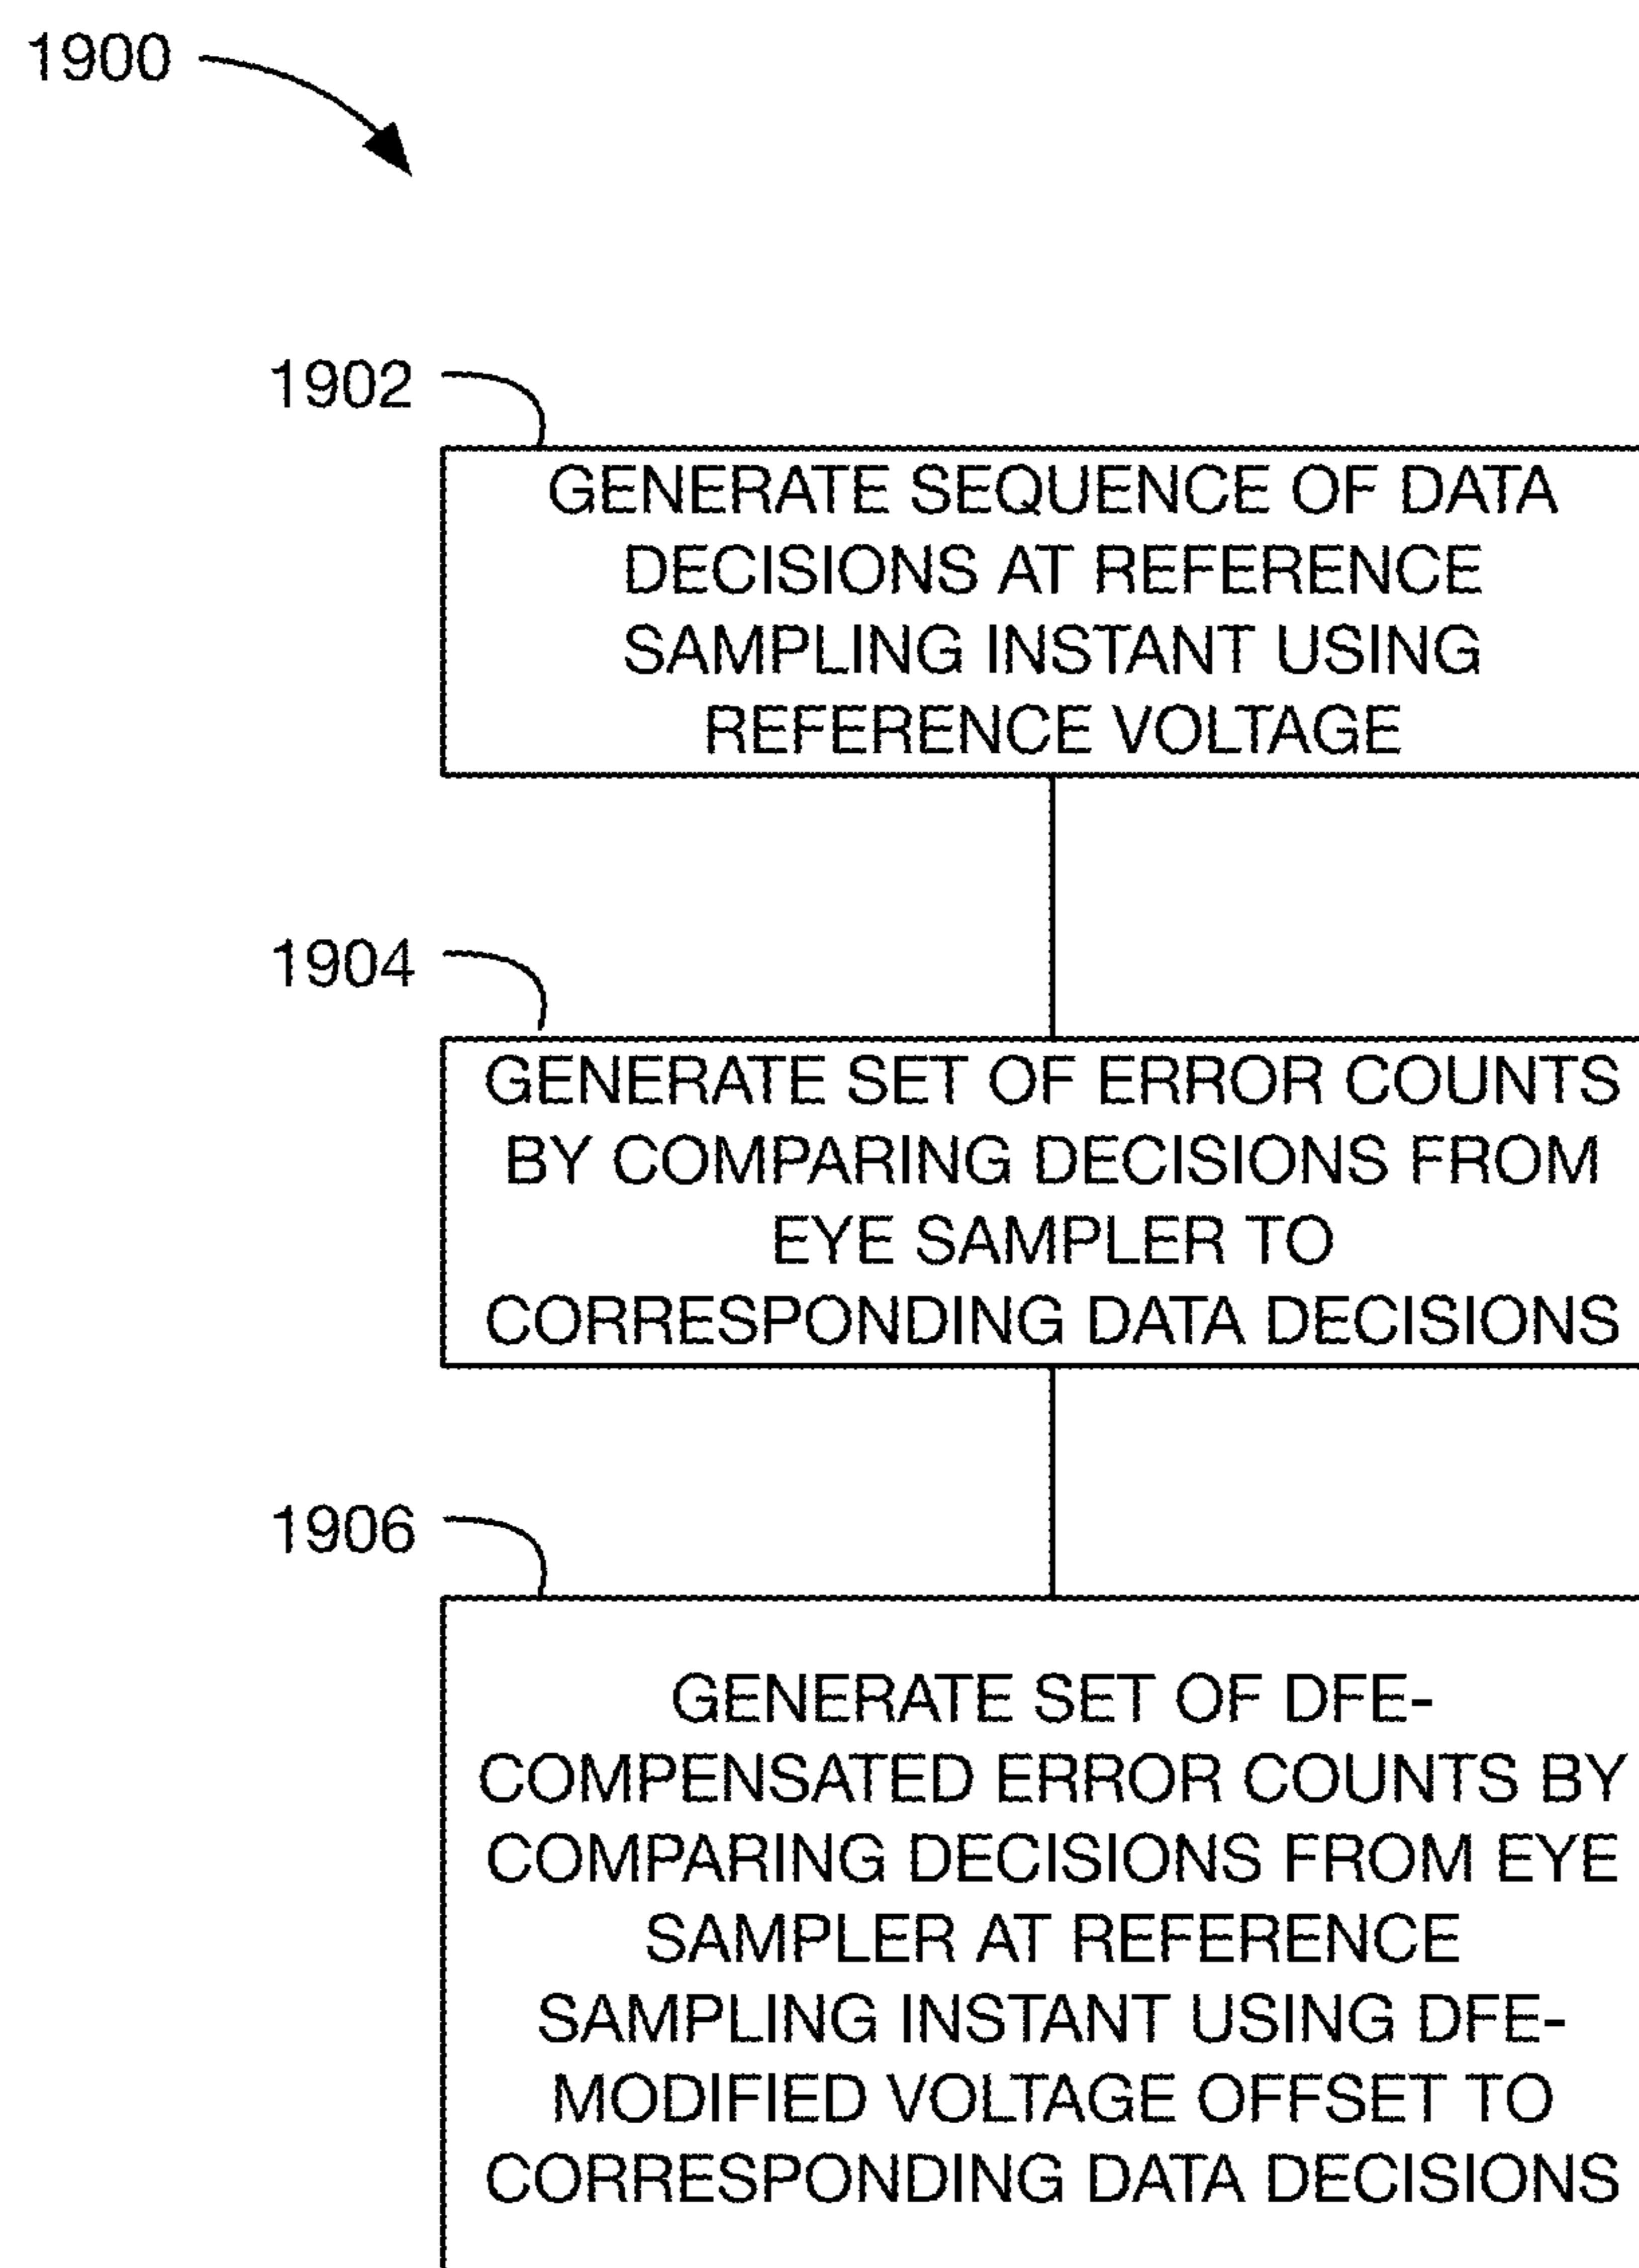 1900
1902
GENERATE SEQUENCE OF DATA
DECISIONS AT REFERENCE
SAMPLING INSTANT USING
REFERENCE VOLTAGE
1904
GENERATE SET OF ERROR COUNTS
BY COMPARING DECISIONS FROM
EYE SAMPLER TO
CORRESPONDING DATA DECISIONS
1906
GENERATE SET OF DFE-
COMPENSATED ERROR COUNTS BY
COMPARING DECISIONS FROM EYE
SAMPLER AT REFERENCE
SAMPLING INSTANT USING DFE-
MODIFIED VOLTAGE OFFSET TO
CORRESPONDING DATA DECISIONS